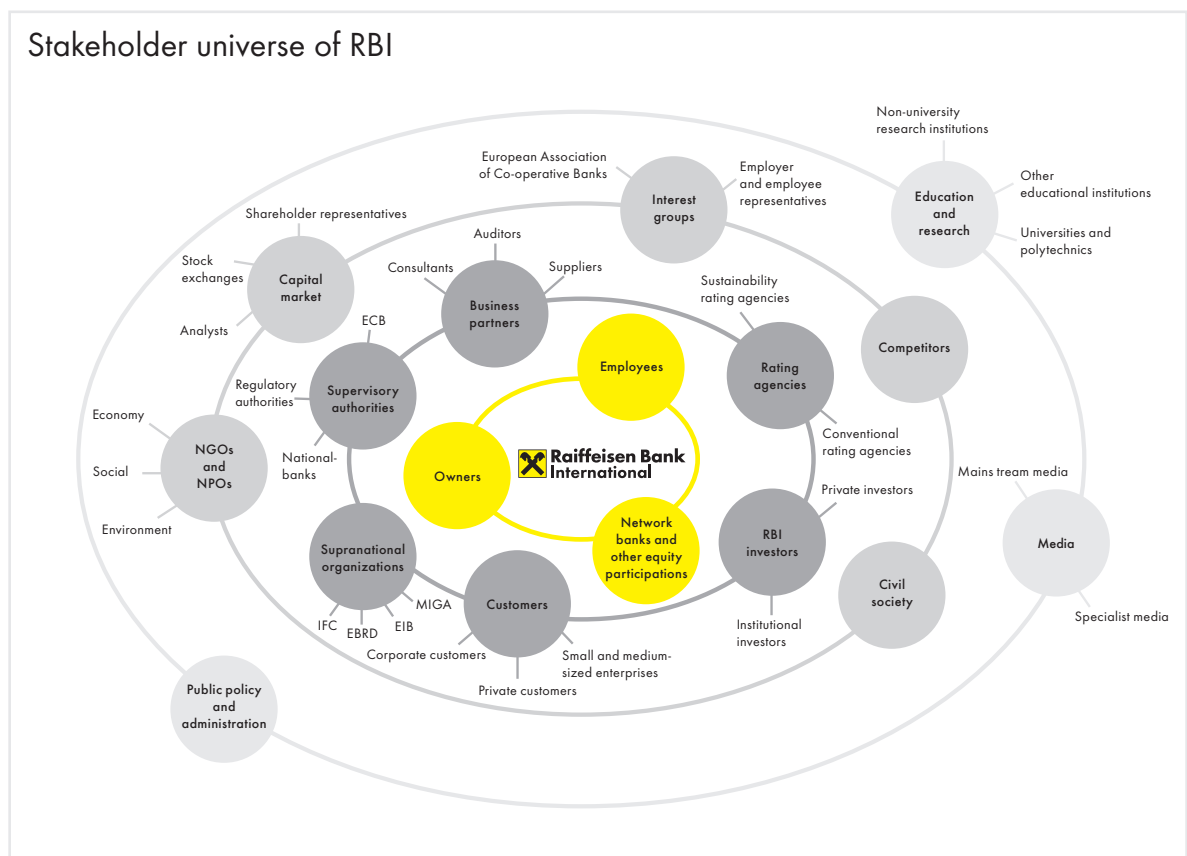 Stakeholder universe of RBI
Non-university
research institutions
Education
and
research
Other
educational institutions
Universities and
polytechnics
European Association
of Co-operative Banks
Interest
groups
Employer
and employee
representatives
Shareholder representatives
Stock
exchanges
Capital
market
Analysts
Auditors
Consultants
Suppliers
Business
partners
Sustainability
rating agencies
Rating
agencies
Conventional
rating agencies
Competitors
ECB
Regulatory
authorities
Supervisory
authorities
National-
banks
Employees
Owners
Raiffeisen Bank
International
Network
banks and
other equity
participations
Economy
Social
Environment
NGOs
and
NPOs
Private investors
RBI
investors
Institutional
investors
Mains tream media
Media
Specialist media
Supranational
organizations
IFC
EBRD
EIB
MIGA
Customers
Corporate customers
Private customers
Small and medium-
sized enterprises
Civil
society
Public policy
and
administration